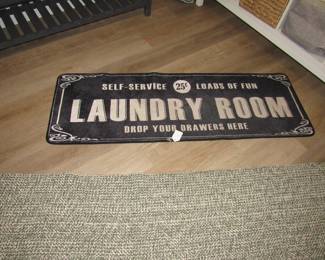 SELF-SERVICE 25¢ LOADS OF FUN
LAUNDRY ROOM
DROP YOUR DRAWERS HERE